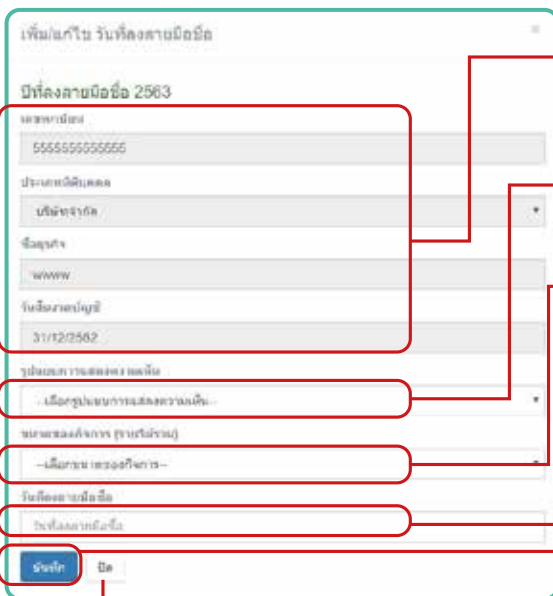 เพิ่ม/แก้ไข วันที่ลงลายมือชื่อ
ปีที่ลงลายมือชื่อ 2563
เลขทะเบียน
5555555555555
ประเภทนิติบุคคล
บริษัทจำกัด
ชื่อธุรกิจ
wwww
วันสิ้นงวดบัญชี
31/12/2562
รูปแบบการแสดงความเห็น
--เลือกรูปแบบการแสดงความเห็น--
ขนาดของกิจการ (รายได้รวม)
--เลือกขนาดของกิจการ--
วันที่ลงลายมือชื่อ
วันที่ลงลายมือชื่อ
บันทึก ปิด